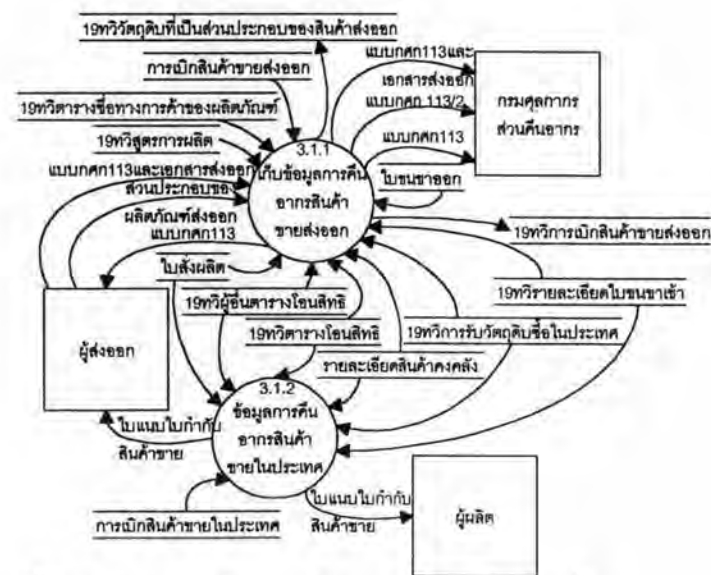 19ทวิวัตถุดิบที่เป็นส่วนประกอบของสินค้าส่งออก
การเบิกสินค้าขายส่งออก
19ทวิตารางชื่อทางการค้าของผลิตภัณฑ์
19ทวิสูตรการผลิต
แบบกศก113และ
เอกสารส่งออก
แบบกศก 113/2
แบบกศก113
ใบขนขาออก
กรมศุลกากร
ส่วนคืนอากร
3.1.1
เก็บข้อมูลการคืน
อากรสินค้า
ขายส่งออก
แบบกศก113และเอกสารส่งออก
ส่วนประกอบของ
ผลิตภัณฑ์ส่งออก
แบบกศก113
ใบสั่งผลิต
19ทวิการเบิกสินค้าขายส่งออก
19ทวิผู้อื่นตารางโอนสิทธิ
19ทวิรายละเอียดใบขนขาเข้า
19ทวิตารางโอนสิทธิ
19ทวิการรับวัตถุดิบซื้อในประเทศ
ผู้ส่งออก
รายละเอียดสินค้าคงคลัง
3.1.2
ข้อมูลการคืน
อากรสินค้า
ขายในประเทศ
ใบแนบใบกำกับ
สินค้าขาย
การเบิกสินค้าขายในประเทศ
ใบแนบใบกำกับ
สินค้าขาย
ผู้ผลิต